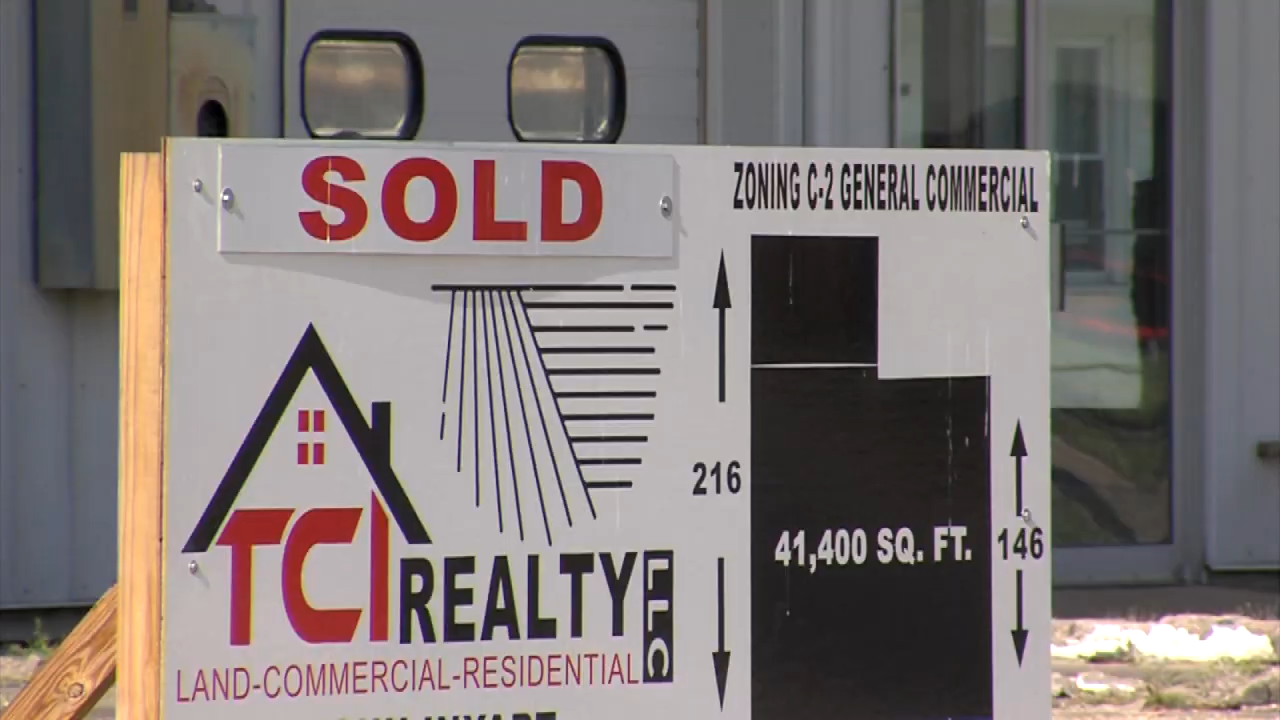 SOLD
ZONING C-2 GENERAL COMMERCIAL
216
41,400 SQ. FT.
146
TCI REALTY LLC
LAND-COMMERCIAL-RESIDENTIAL